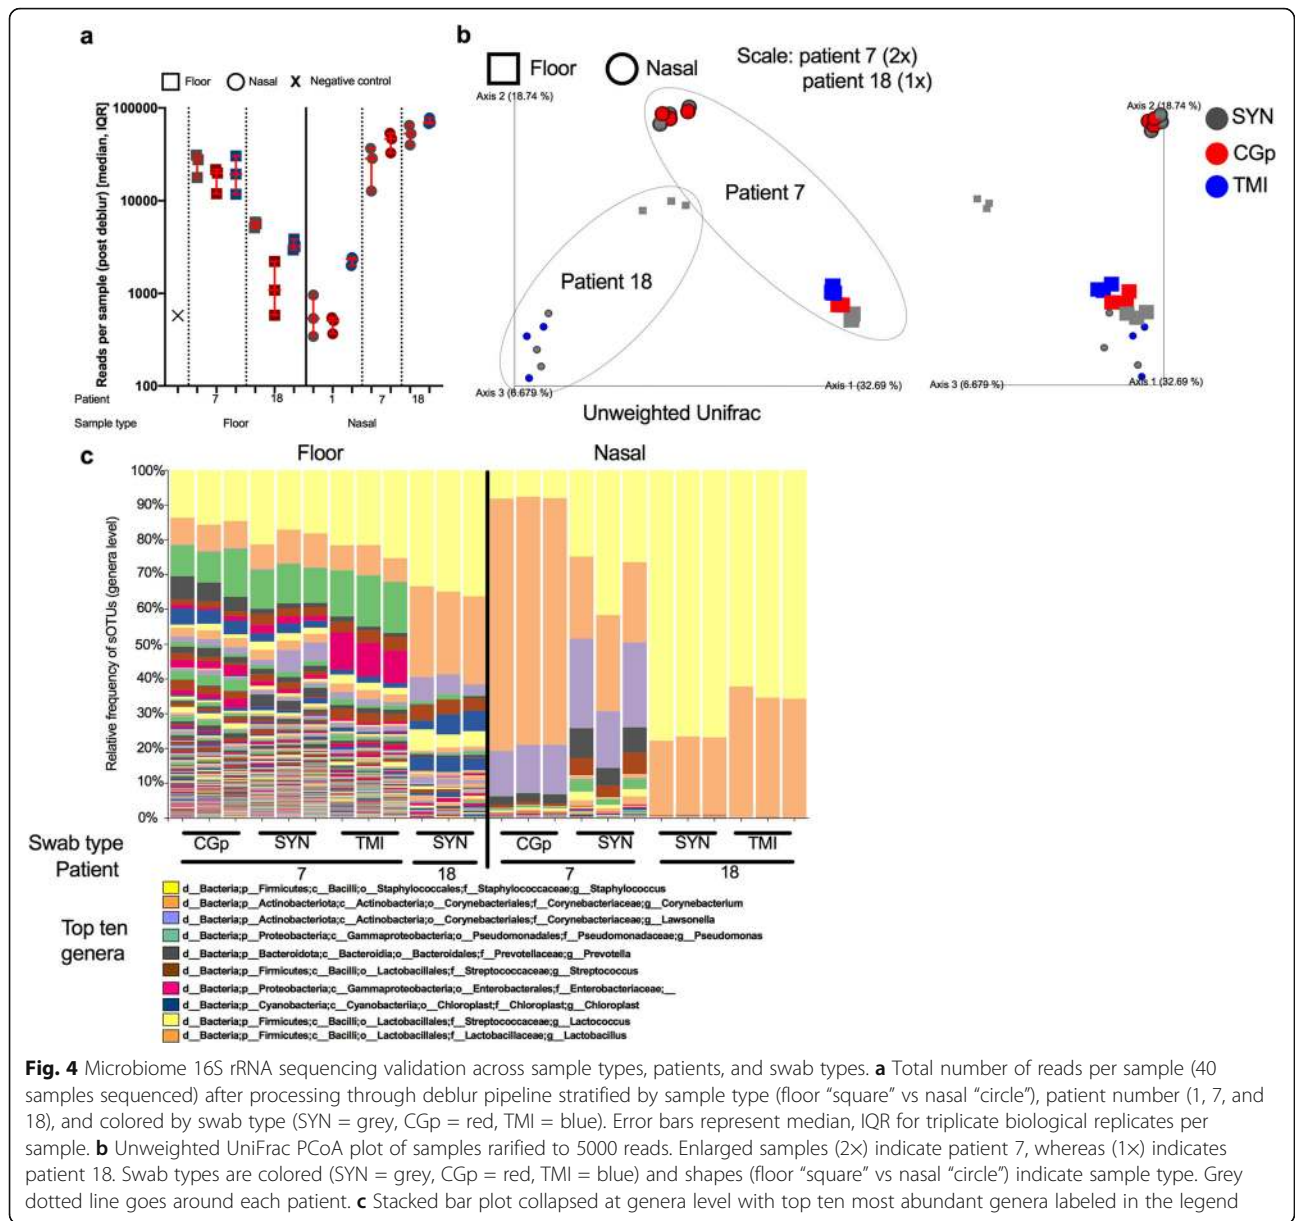 a
Floor Nasal X Negative control
Reads per sample (post deblur) [median, IQR]
100000
10000
1000
100
Patient 7 18 1 7 18
Sample type Floor Nasal
b
Floor Nasal
Scale: patient 7 (2x)
patient 18 (1x)
Axis 2 (18.74 %)
Patient 7
Patient 18
Axis 3 (6.679 %)
Axis 1 (32.69 %)
Unweighted Unifrac
Axis 2 (18.74 %)
Axis 3 (6.679 %)
Axis 1 (32.69 %)
SYN
CGp
TMI
c
Floor Nasal
Relative frequency of sOTUs (genera level)
100%
90%
80%
70%
60%
50%
40%
30%
20%
10%
0%
Swab type CGp SYN TMI SYN CGp SYN SYN TMI
Patient 7 18 7 18
Top ten
genera
d__Bacteria;p__Firmicutes;c__Bacilli;o__Staphylococcales;f__Staphylococcaceae;g__Staphylococcus
d__Bacteria;p__Actinobacteriota;c__Actinobacteria;o__Corynebacteriales;f__Corynebacteriaceae;g__Corynebacterium
d__Bacteria;p__Actinobacteriota;c__Actinobacteria;o__Corynebacteriales;f__Corynebacteriaceae;g__Lawsonella
d__Bacteria;p__Proteobacteria;c__Gammaproteobacteria;o__Pseudomonadales;f__Pseudomonadaceae;g__Pseudomonas
d__Bacteria;p__Bacteroidota;c__Bacteroidia;o__Bacteroidales;f__Prevotellaceae;g__Prevotella
d__Bacteria;p__Firmicutes;c__Bacilli;o__Lactobacillales;f__Streptococcaceae;g__Streptococcus
d__Bacteria;p__Proteobacteria;c__Gammaproteobacteria;o__Enterobacterales;f__Enterobacteriaceae;__
d__Bacteria;p__Cyanobacteria;c__Cyanobacteriia;o__Chloroplast;f__Chloroplast;g__Chloroplast
d__Bacteria;p__Firmicutes;c__Bacilli;o__Lactobacillales;f__Streptococcaceae;g__Lactococcus
d__Bacteria;p__Firmicutes;c__Bacilli;o__Lactobacillales;f__Lactobacillaceae;g__Lactobacillus
Fig. 4 Microbiome 16S rRNA sequencing validation across sample types, patients, and swab types. a Total number of reads per sample (40
samples sequenced) after processing through deblur pipeline stratified by sample type (floor “square” vs nasal “circle”), patient number (1, 7, and
18), and colored by swab type (SYN = grey, CGp = red, TMI = blue). Error bars represent median, IQR for triplicate biological replicates per
sample. b Unweighted UniFrac PCoA plot of samples rarified to 5000 reads. Enlarged samples (2×) indicate patient 7, whereas (1×) indicates
patient 18. Swab types are colored (SYN = grey, CGp = red, TMI = blue) and shapes (floor “square” vs nasal “circle”) indicate sample type. Grey
dotted line goes around each patient. c Stacked bar plot collapsed at genera level with top ten most abundant genera labeled in the legend